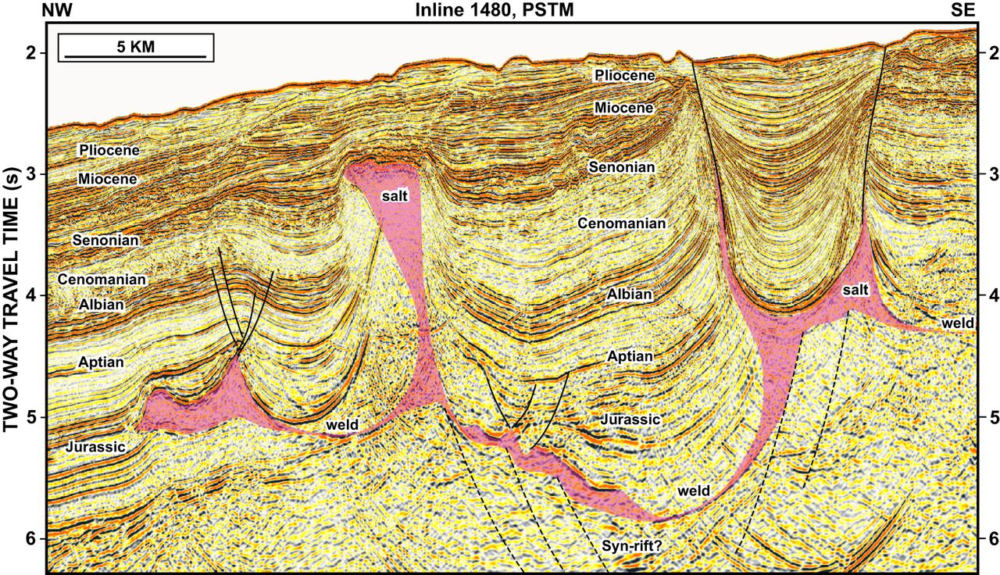 NW
Inline 1480, PSTM
SE
5 KM
TWO-WAY TRAVEL TIME (s)
2
3
4
5
6
2
3
4
5
6
Pliocene
Miocene
Senonian
Cenomanian
Albian
Aptian
Jurassic
salt
weld
Pliocene
Miocene
Senonian
Cenomanian
Albian
Aptian
Jurassic
weld
Syn-rift?
salt
weld